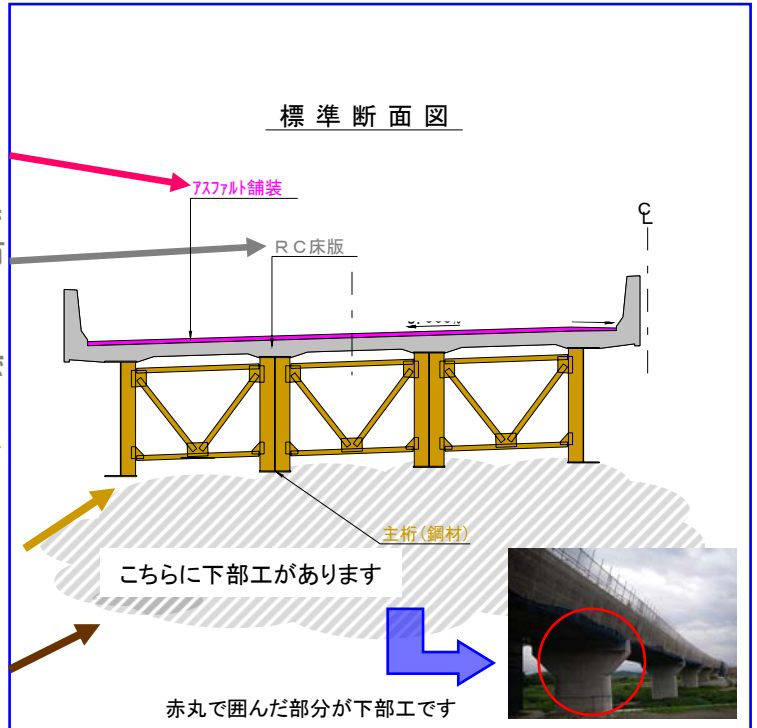 標準断面図
アスファルト舗装
℄
RC床版
主桁(鋼材)
こちらに下部工があります
赤丸で囲んだ部分が下部工です